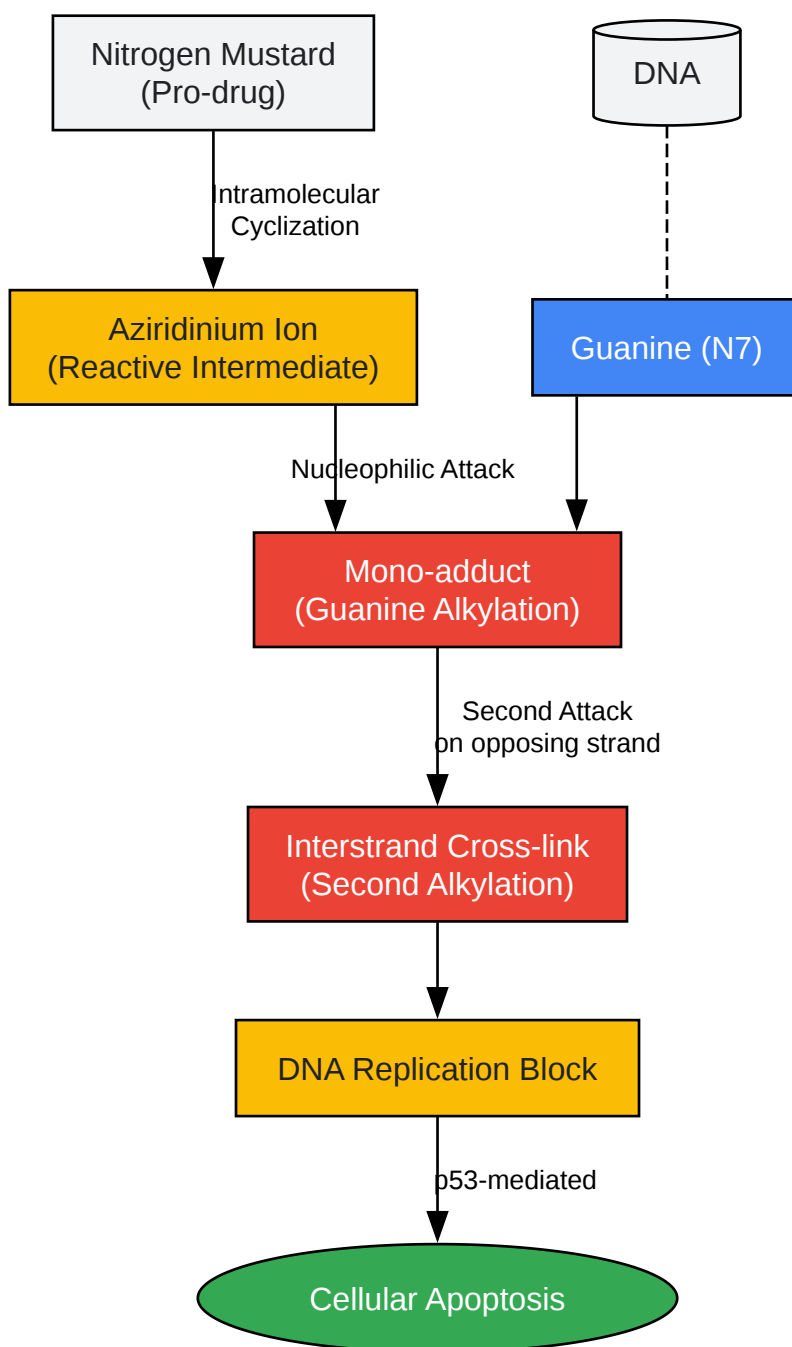 Nitrogen Mustard
(Pro-drug)
DNA
Intramolecular
Cyclization
Aziridinium Ion
(Reactive Intermediate)
Guanine (N7)
Nucleophilic Attack
Mono-adduct
(Guanine Alkylation)
Second Attack
on opposing strand
Interstrand Cross-link
(Second Alkylation)
DNA Replication Block
p53-mediated
Cellular Apoptosis